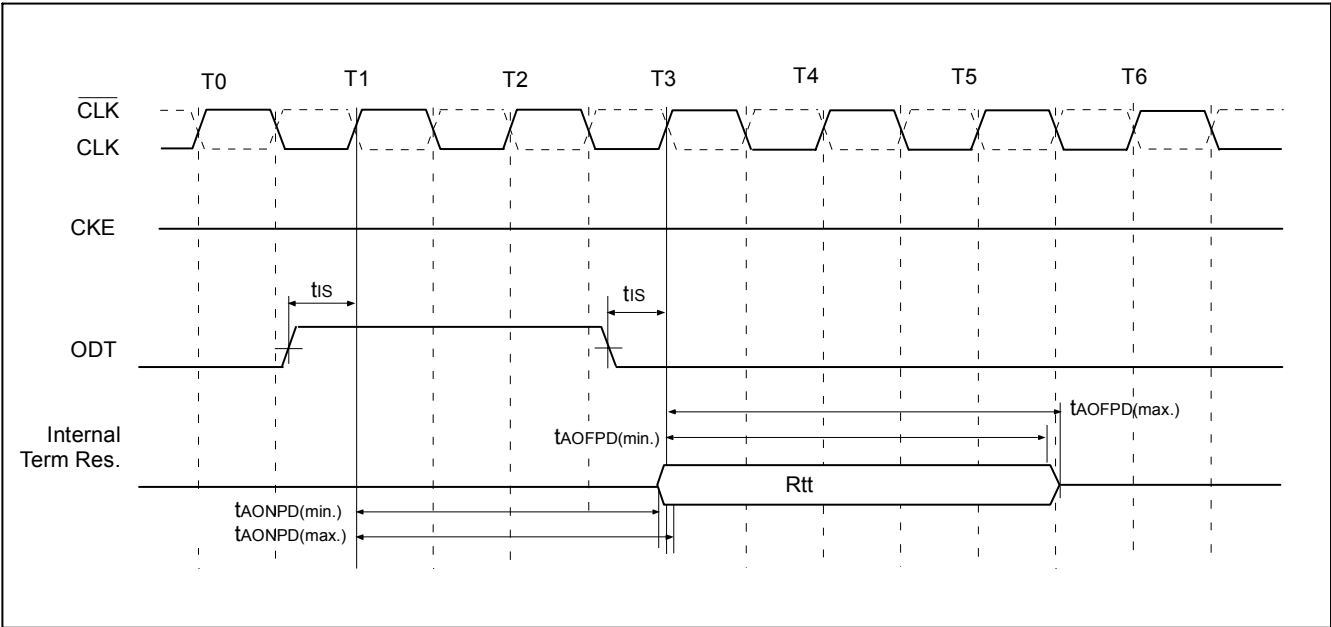 T0 T1 T2 T3 T4 T5 T6
CLK
CLK
CKE
tIS tIS
ODT
tAOFPD(max.)
tAOFPD(min.)
Internal
Term Res.
Rtt
tAONPD(min.)
tAONPD(max.)